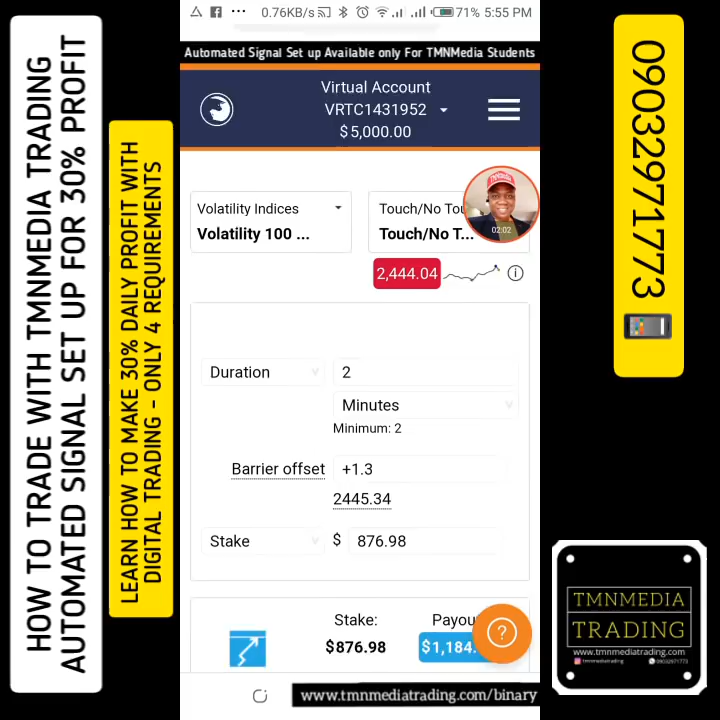 HOW TO TRADE WITH TMNMEDIA TRADING
AUTOMATED SIGNAL SET UP FOR 30% PROFIT
LEARN HOW TO MAKE 30% DAILY PROFIT WITH
DIGITAL TRADING - ONLY 4 REQUIREMENTS
0.76KB/s
71% 5:55 PM
Automated Signal Set up Available only For TMNMedia Students
Virtual Account
VRTC1431952
$5,000.00
Volatility Indices
Volatility 100 ...
Touch/No To
Touch/No T...
02:02
2,444.04
Duration
2
Minutes
Minimum: 2
Barrier offset
+1.3
2445.34
Stake
$ 876.98
Stake:
$876.98
Payou
$1,184.
?
www.tmnmediatrading.com/binary
09032971773
TMNMEDIA
TRADING
www.tmnmediatrading.com
tmnmediatrading
09032971773